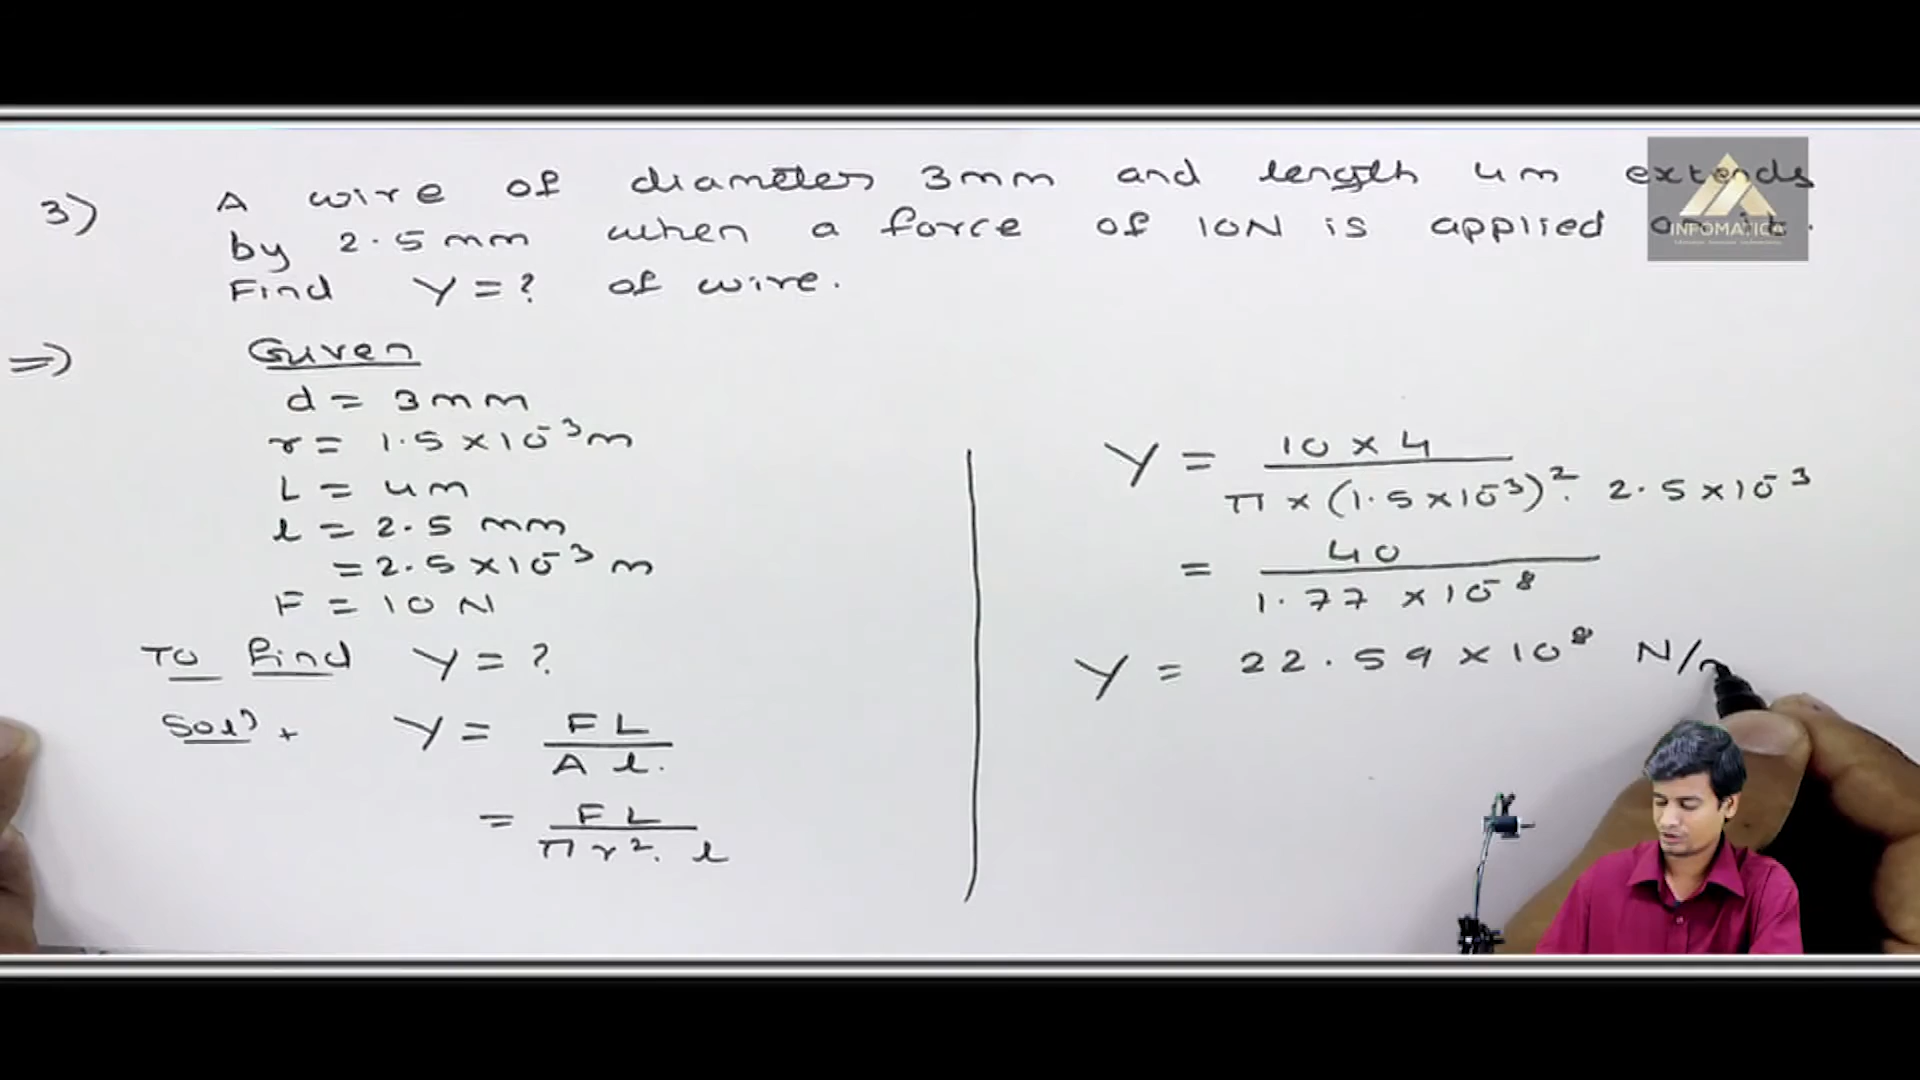 3) A wire of diameter 3mm and length 4m extends
by 2.5mm when a force of 10N is applied on it.
Find Y = ? of wire.
INFOMATICA
=> Given
d = 3mm
r = 1.5 × 10⁻³ m
L = 4m
l = 2.5 mm
= 2.5 × 10⁻³ m
F = 10 N
To find Y = ?
Solⁿ + Y = FL / A l.
= FL / πr². l
Y = 10 × 4 / π × (1.5 × 10⁻³)². 2.5 × 10⁻³
= 40 / 1.77 × 10⁻⁸
Y = 22.59 × 10⁸ N/m